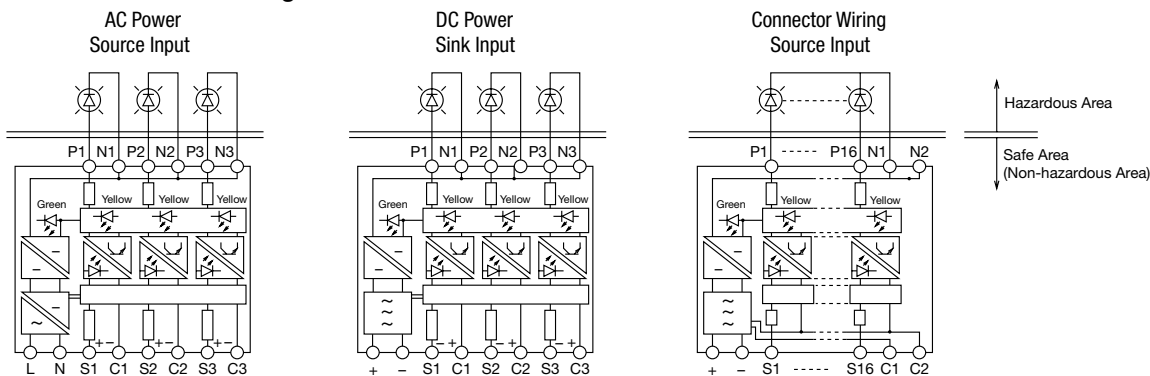 AC Power
Source Input
DC Power
Sink Input
Connector Wiring
Source Input
Hazardous Area
Safe Area
(Non-hazardous Area)
P1 N1 P2 N2 P3 N3
P1 N1 P2 N2 P3 N3
P1 ----- P16 N1 N2
Green Yellow Yellow Yellow
Green Yellow Yellow Yellow
Green Yellow Yellow
– – 
– – 
– – 
– ~
~ ~ ~
~ ~ ~
+ – + – + –
– + – + – +
L N S1 C1 S2 C2 S3 C3
+ – S1 C1 S2 C2 S3 C3
+ – S1 ----- S16 C1 C2